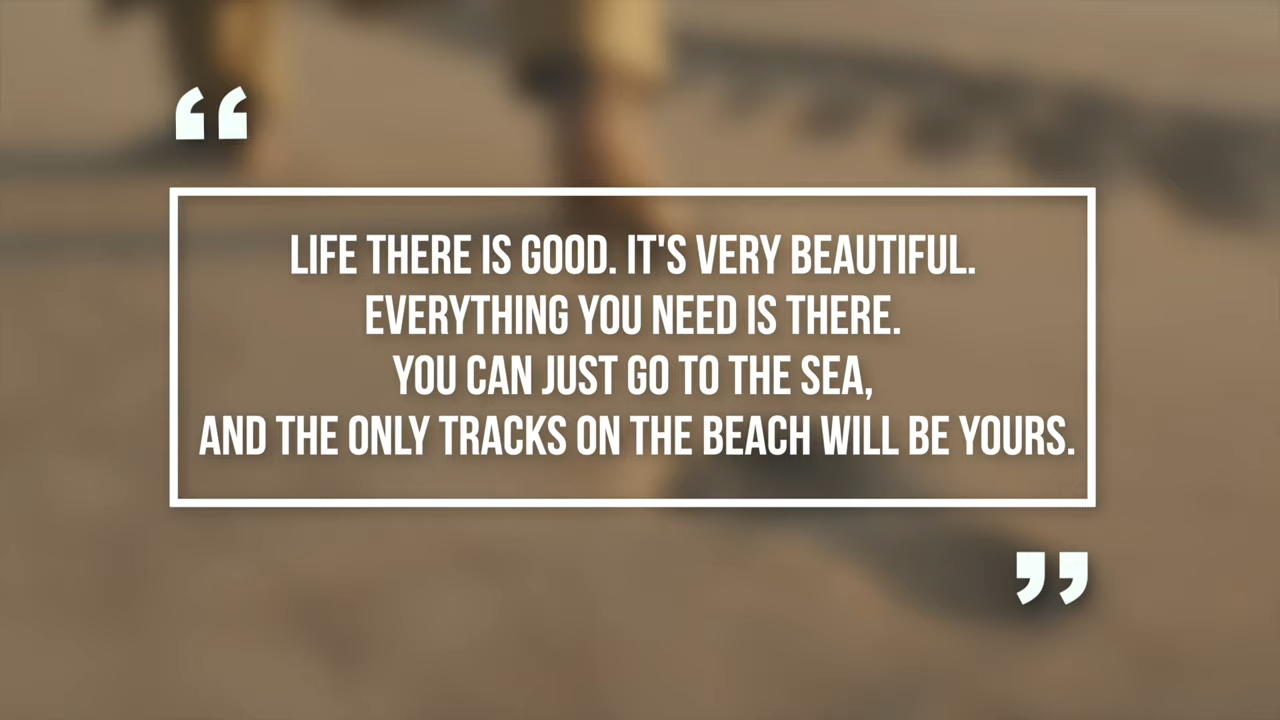 “
LIFE THERE IS GOOD. IT'S VERY BEAUTIFUL.
EVERYTHING YOU NEED IS THERE.
YOU CAN JUST GO TO THE SEA,
AND THE ONLY TRACKS ON THE BEACH WILL BE YOURS.
”